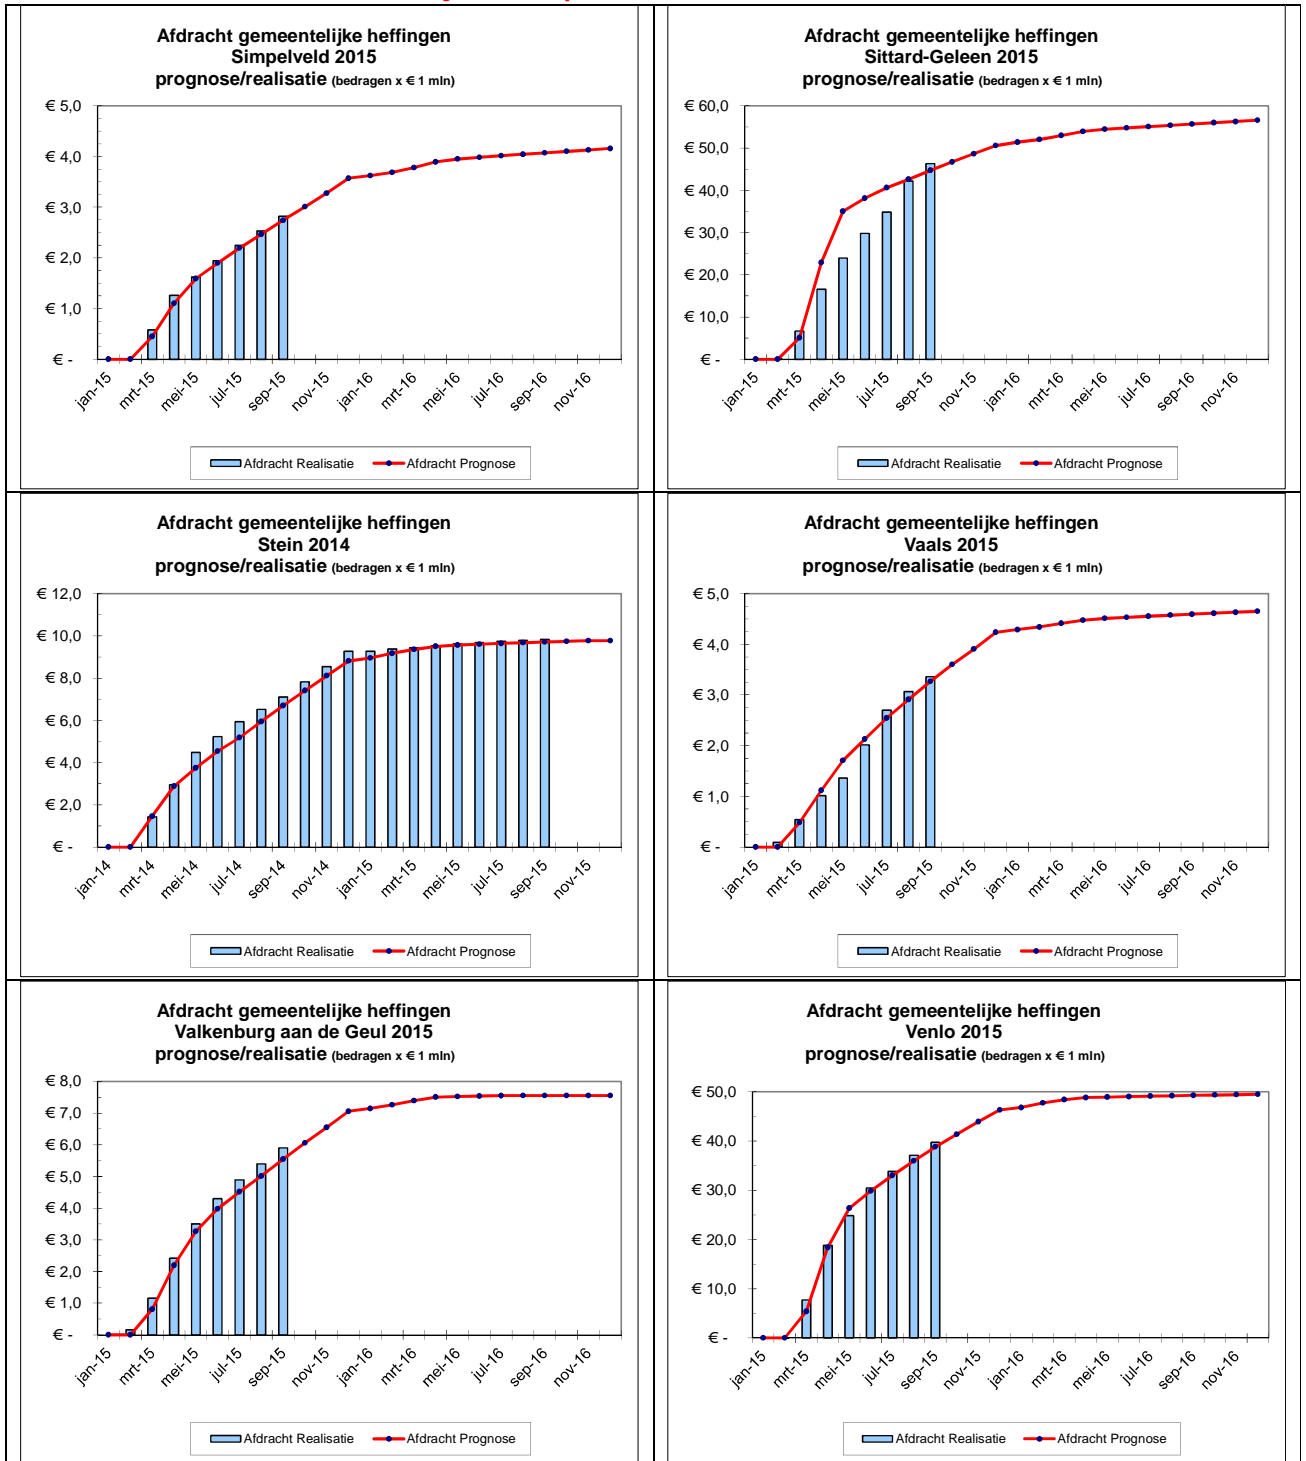 Afdracht gemeentelijke heffingen
Simpelveld 2015
prognose/realisatie (bedragen x € 1 mln)
€ 5,0
€ 4,0
€ 3,0
€ 2,0
€ 1,0
€ -
jan-15 mrt-15 mei-15 jul-15 sep-15 nov-15 jan-16 mrt-16 mei-16 jul-16 sep-16 nov-16
Afdracht Realisatie Afdracht Prognose
Afdracht gemeentelijke heffingen
Sittard-Geleen 2015
prognose/realisatie (bedragen x € 1 mln)
€ 60,0
€ 50,0
€ 40,0
€ 30,0
€ 20,0
€ 10,0
€ -
jan-15 mrt-15 mei-15 jul-15 sep-15 nov-15 jan-16 mrt-16 mei-16 jul-16 sep-16 nov-16
Afdracht Realisatie Afdracht Prognose
Afdracht gemeentelijke heffingen
Stein 2014
prognose/realisatie (bedragen x € 1 mln)
€ 12,0
€ 10,0
€ 8,0
€ 6,0
€ 4,0
€ 2,0
€ -
jan-14 mrt-14 mei-14 jul-14 sep-14 nov-14 jan-15 mrt-15 mei-15 jul-15 sep-15 nov-15
Afdracht Realisatie Afdracht Prognose
Afdracht gemeentelijke heffingen
Vaals 2015
prognose/realisatie (bedragen x € 1 mln)
€ 5,0
€ 4,0
€ 3,0
€ 2,0
€ 1,0
€ -
jan-15 mrt-15 mei-15 jul-15 sep-15 nov-15 jan-16 mrt-16 mei-16 jul-16 sep-16 nov-16
Afdracht Realisatie Afdracht Prognose
Afdracht gemeentelijke heffingen
Valkenburg aan de Geul 2015
prognose/realisatie (bedragen x € 1 mln)
€ 8,0
€ 7,0
€ 6,0
€ 5,0
€ 4,0
€ 3,0
€ 2,0
€ 1,0
€ -
jan-15 mrt-15 mei-15 jul-15 sep-15 nov-15 jan-16 mrt-16 mei-16 jul-16 sep-16 nov-16
Afdracht Realisatie Afdracht Prognose
Afdracht gemeentelijke heffingen
Venlo 2015
prognose/realisatie (bedragen x € 1 mln)
€ 50,0
€ 40,0
€ 30,0
€ 20,0
€ 10,0
€ -
jan-15 mrt-15 mei-15 jul-15 sep-15 nov-15 jan-16 mrt-16 mei-16 jul-16 sep-16 nov-16
Afdracht Realisatie Afdracht Prognose